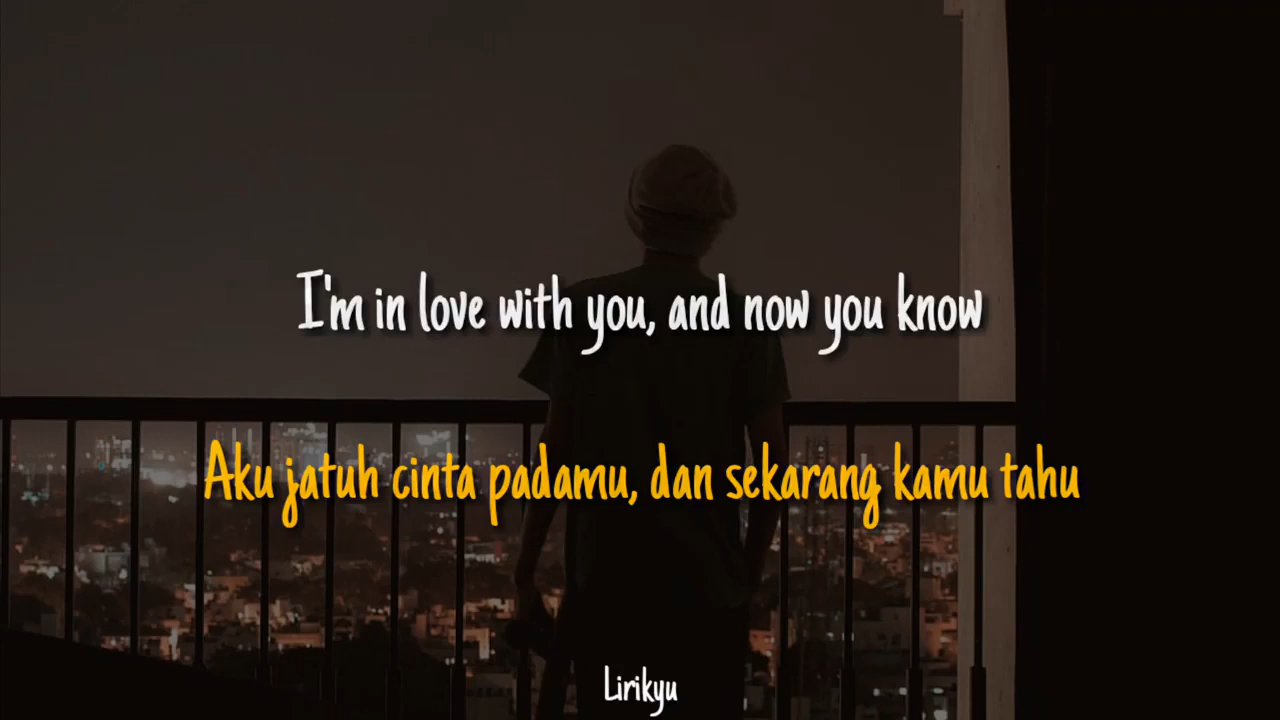 I'm in love with you, and now you know
Aku jatuh cinta padamu, dan sekarang kamu tahu
Lirikyu